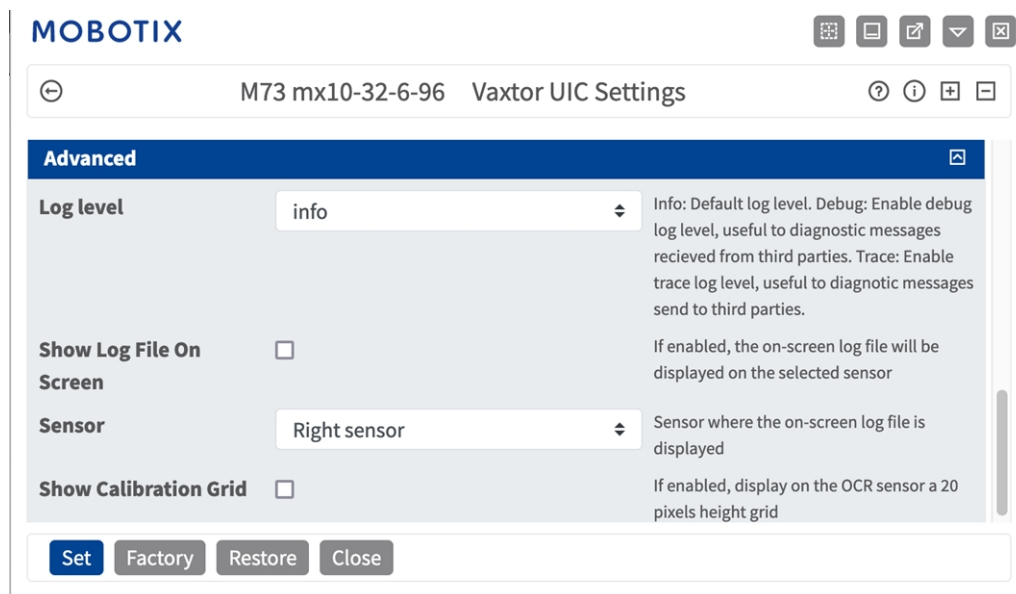 MOBOTIX
M73 mx10-32-6-96 Vaxtor UIC Settings
Advanced
Log level
info
Info: Default log level. Debug: Enable debug
log level, useful to diagnostic messages
recieved from third parties. Trace: Enable
trace log level, useful to diagnotic messages
send to third parties.
Show Log File On
Screen
If enabled, the on-screen log file will be
displayed on the selected sensor
Sensor
Right sensor
Sensor where the on-screen log file is
displayed
Show Calibration Grid
If enabled, display on the OCR sensor a 20
pixels height grid
Set Factory Restore Close